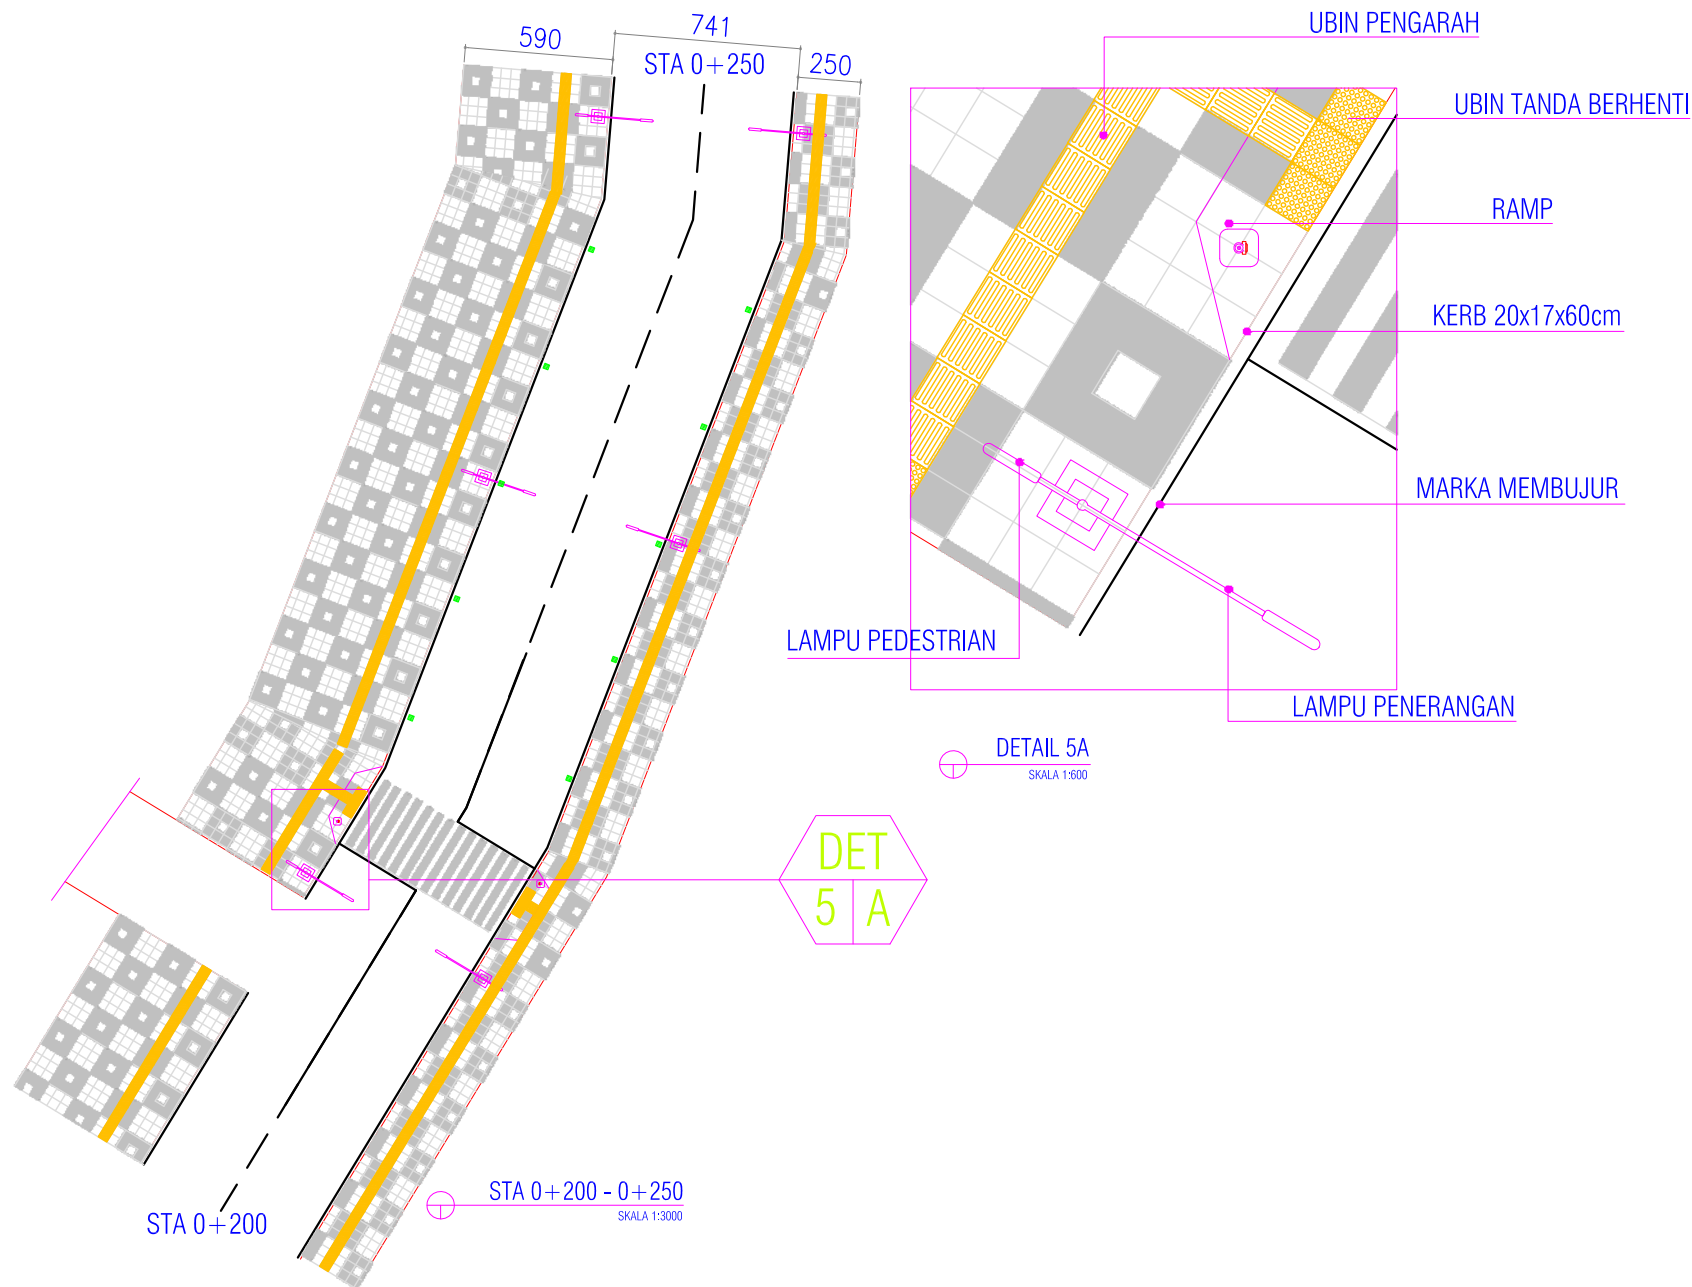 590
741
250
STA 0+250
UBIN PENGARAH
UBIN TANDA BERHENTI
RAMP
KERB 20x17x60cm
MARKA MEMBUJUR
LAMPU PEDESTRIAN
LAMPU PENERANGAN
DETAIL 5A
SKALA 1:600
DET
5 A
STA 0+200 - 0+250
SKALA 1:3000
STA 0+200